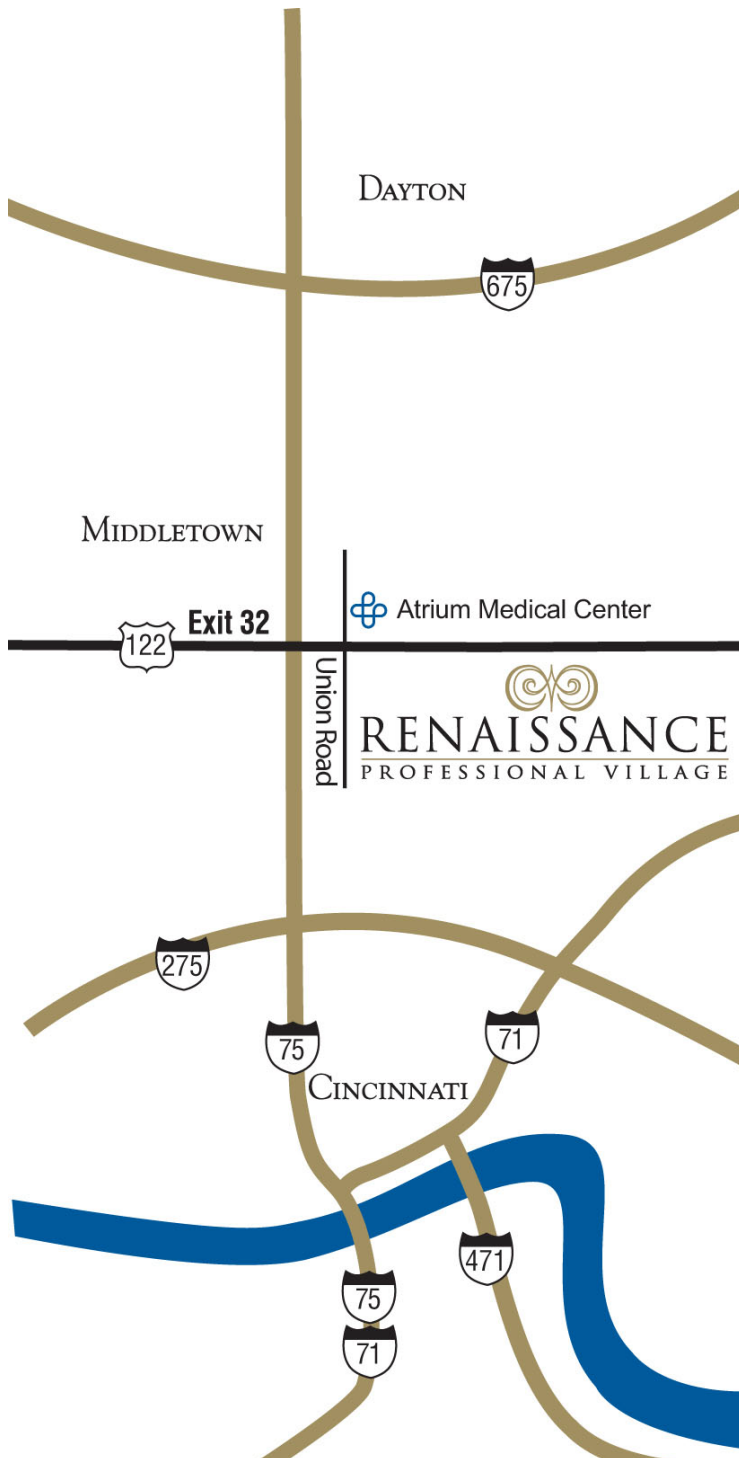 Dayton
675
Middletown
Atrium Medical Center
Exit 32
122
Union Road
RENAISSANCE
PROFESSIONAL VILLAGE
275
75
71
Cincinnati
471
75
71